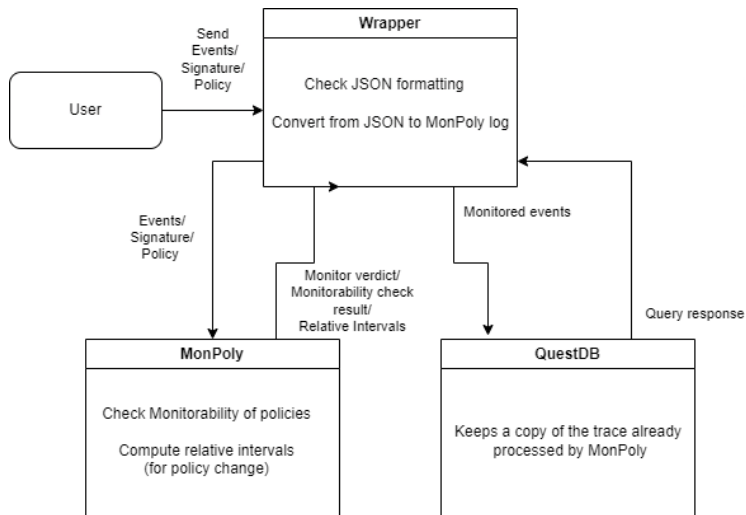 Wrapper
Send
Events/
Signature/
Policy
Check JSON formatting
User
Convert from JSON to MonPoly log
Events/
Signature/
Policy
Monitored events
Monitor verdict/
Monitorability check
result/
Relative Intervals
Query response
MonPoly
QuestDB
Check Monitorability of policies
Compute relative intervals
(for policy change)
Keeps a copy of the trace already
processed by MonPoly